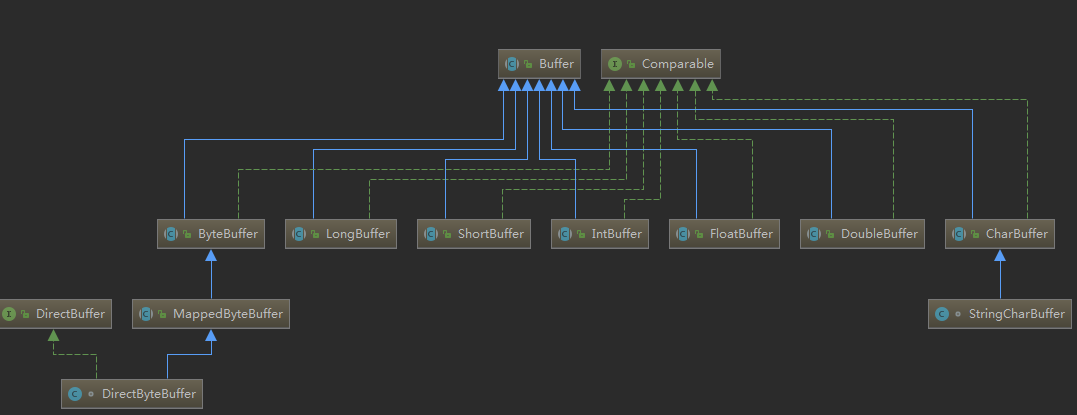 Buffer
Comparable
ByteBuffer
LongBuffer
ShortBuffer
IntBuffer
FloatBuffer
DoubleBuffer
CharBuffer
DirectBuffer
MappedByteBuffer
StringCharBuffer
DirectByteBuffer